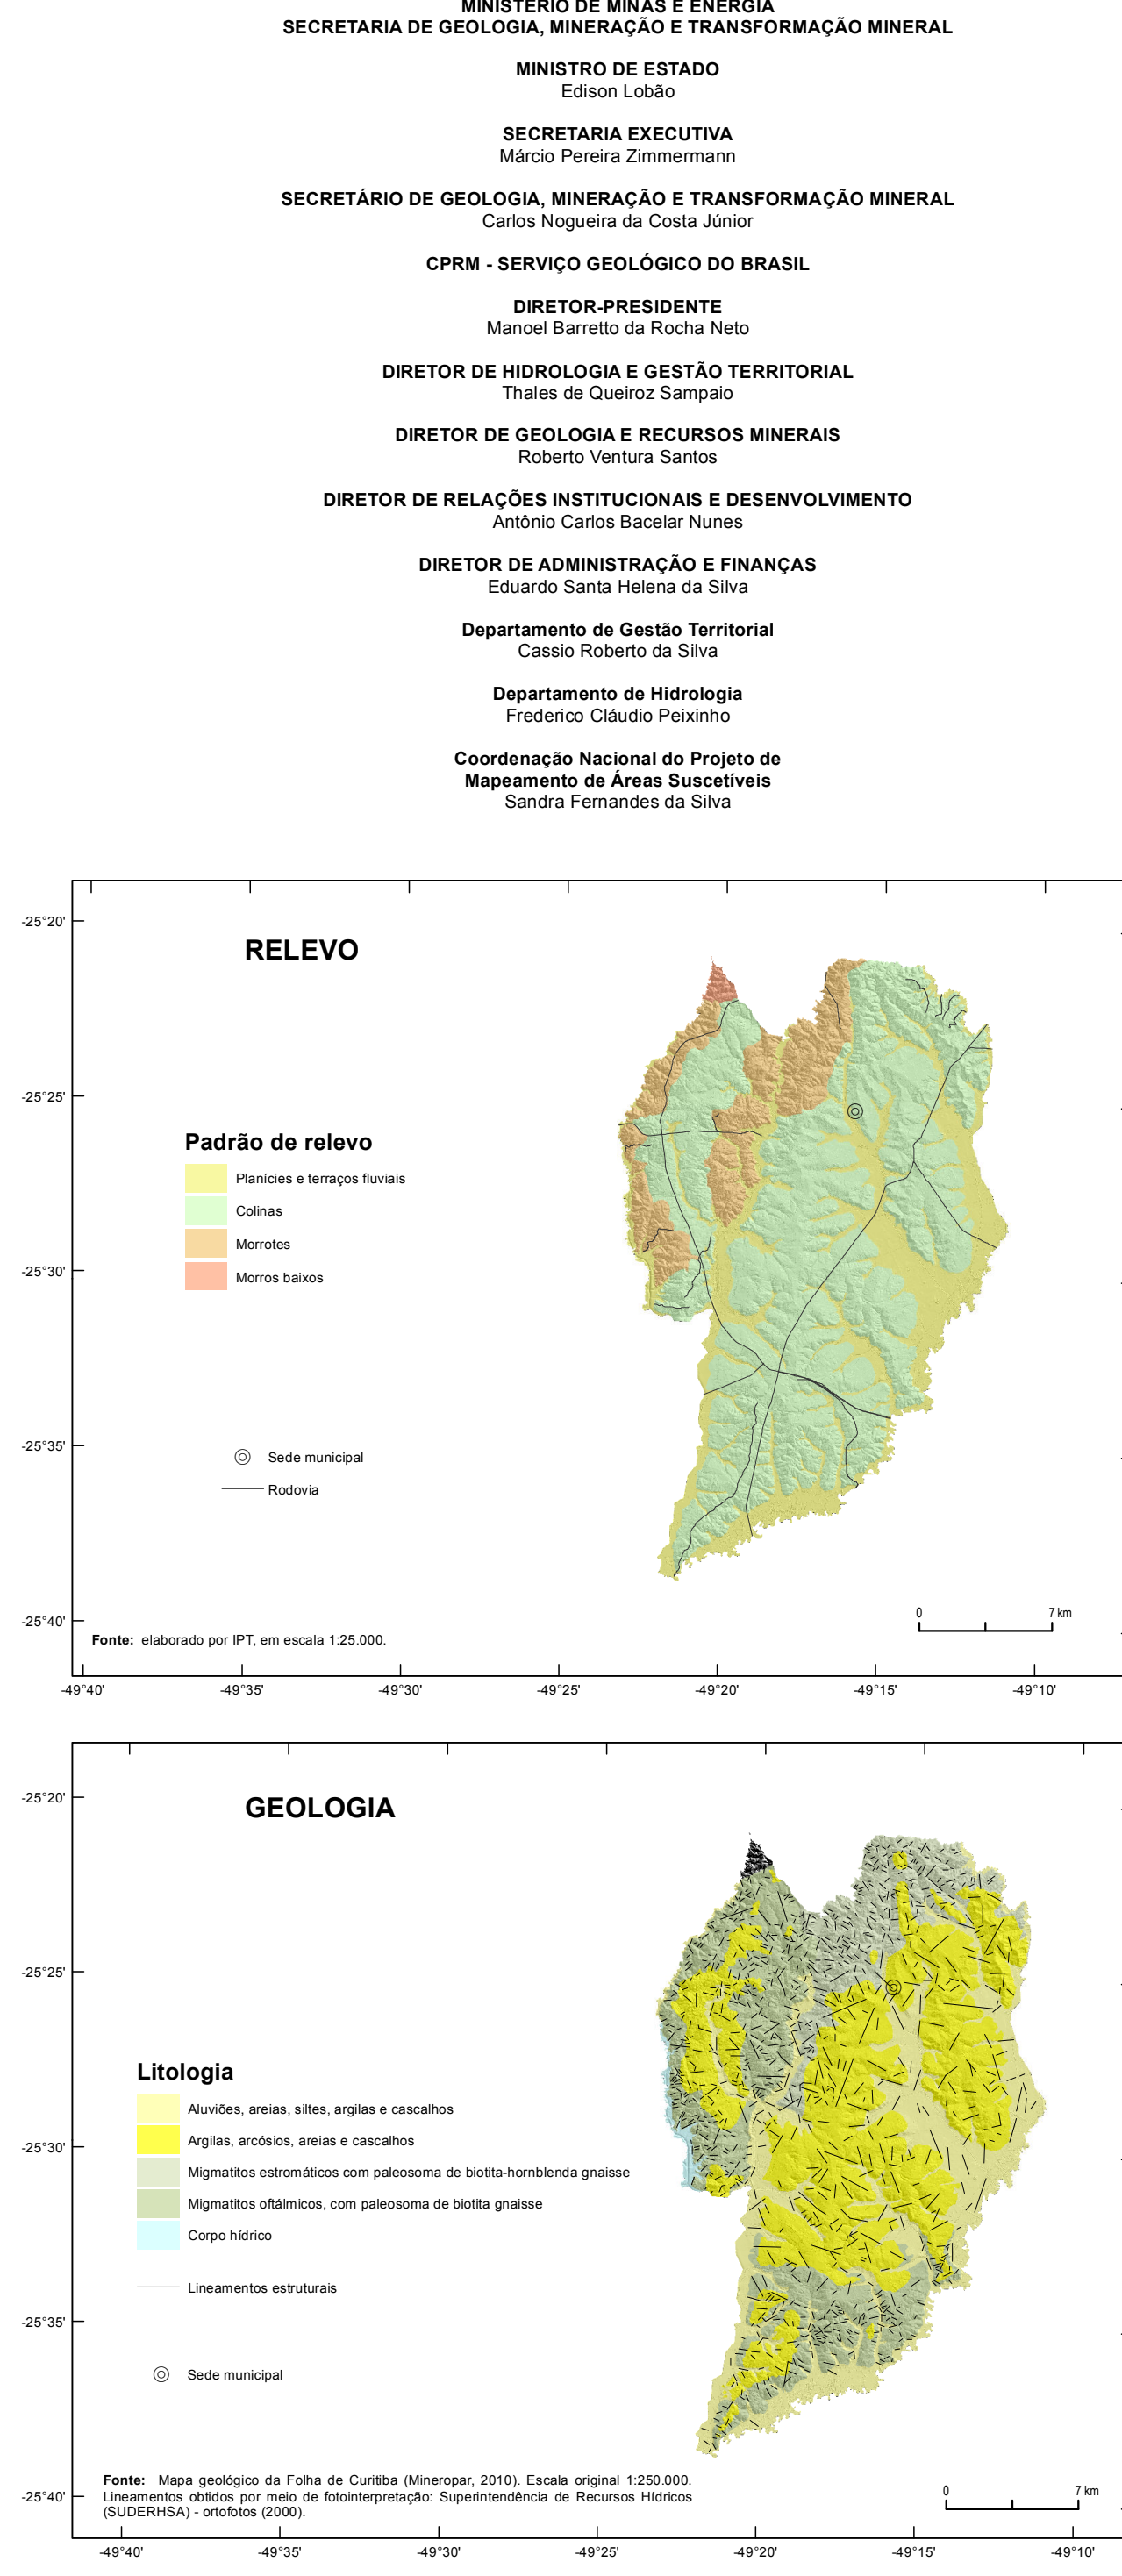 MINISTÉRIO DE MINAS E ENERGIA
SECRETARIA DE GEOLOGIA, MINERAÇÃO E TRANSFORMAÇÃO MINERAL
MINISTRO DE ESTADO
Edison Lobão
SECRETARIA EXECUTIVA
Márcio Pereira Zimmermann
SECRETÁRIO DE GEOLOGIA, MINERAÇÃO E TRANSFORMAÇÃO MINERAL
Carlos Nogueira da Costa Júnior
CPRM - SERVIÇO GEOLÓGICO DO BRASIL
DIRETOR-PRESIDENTE
Manoel Barretto da Rocha Neto
DIRETOR DE HIDROLOGIA E GESTÃO TERRITORIAL
Thales de Queiroz Sampaio
DIRETOR DE GEOLOGIA E RECURSOS MINERAIS
Roberto Ventura Santos
DIRETOR DE RELAÇÕES INSTITUCIONAIS E DESENVOLVIMENTO
Antônio Carlos Bacelar Nunes
DIRETOR DE ADMINISTRAÇÃO E FINANÇAS
Eduardo Santa Helena da Silva
Departamento de Gestão Territorial
Cassio Roberto da Silva
Departamento de Hidrologia
Frederico Cláudio Peixinho
Coordenação Nacional do Projeto de
Mapeamento de Áreas Suscetíveis
Sandra Fernandes da Silva
-25°20'
RELEVO
-25°25'
Padrão de relevo
Planícies e terraços fluviais
Colinas
Morrotes
-25°30'
Morros baixos
-25°35'
Sede municipal
Rodovia
0 7 km
-25°40'
Fonte: elaborado por IPT, em escala 1:25.000.
-49°40' -49°35' -49°30' -49°25' -49°20' -49°15' -49°10'
-25°20'
GEOLOGIA
-25°25'
Litologia
Aluviões, areias, siltes, argilas e cascalhos
Argilas, arcósios, areias e cascalhos
-25°30'
Migmatitos estromáticos com paleosoma de biotita-hornblenda gnaisse
Migmatitos oftálmicos, com paleosoma de biotita gnaisse
Corpo hídrico
Lineamentos estruturais
-25°35'
Sede municipal
Fonte: Mapa geológico da Folha de Curitiba (Mineropar, 2010). Escala original 1:250.000.
Lineamentos obtidos por meio de fotointerpretação: Superintendência de Recursos Hídricos
(SUDERHSA) - ortofotos (2000).
0 7 km
-25°40'
-49°40' -49°35' -49°30' -49°25' -49°20' -49°15' -49°10'